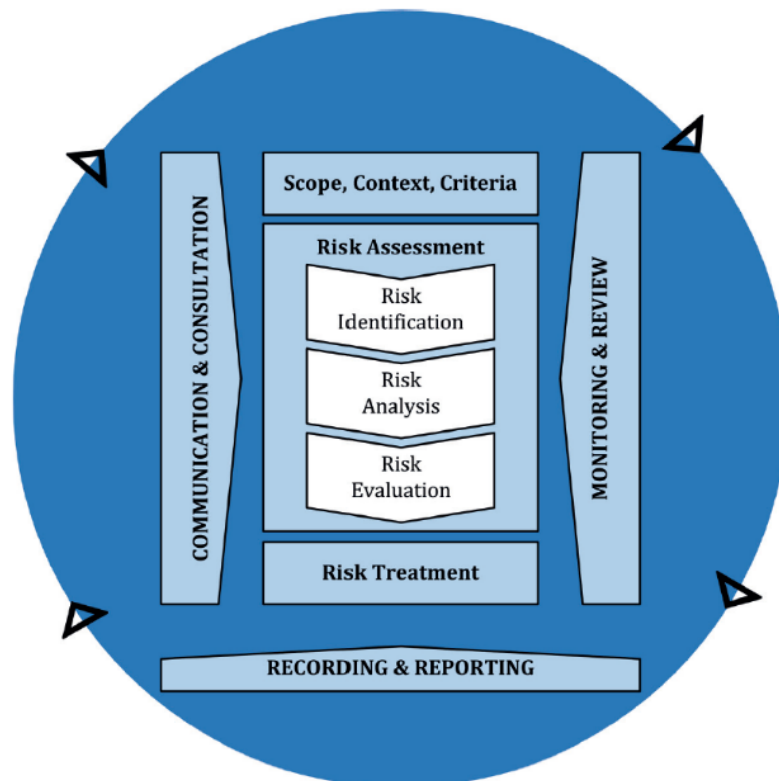 Scope, Context, Criteria
Risk Assessment
Risk
Identification
Risk
Analysis
Risk
Evaluation
Risk Treatment
COMMUNICATION & CONSULTATION
MONITORING & REVIEW
RECORDING & REPORTING